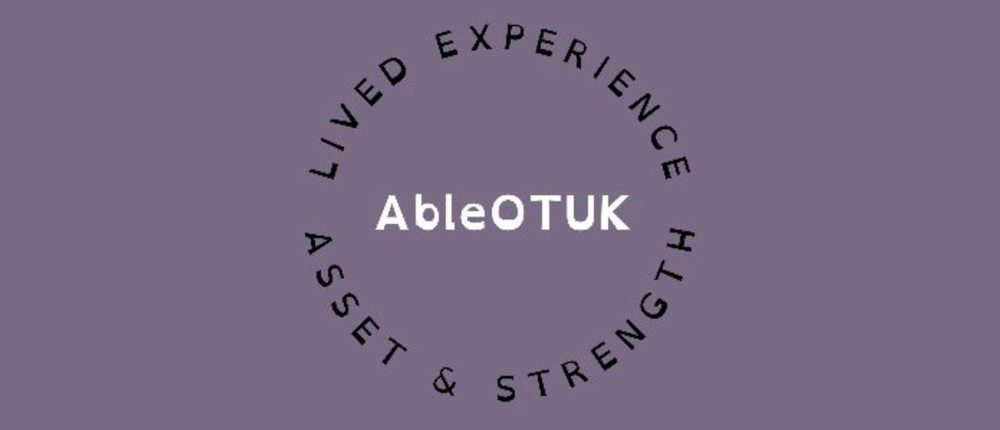 LIVED EXPERIENCE
AbleOTUK
ASSET & STRENGTH